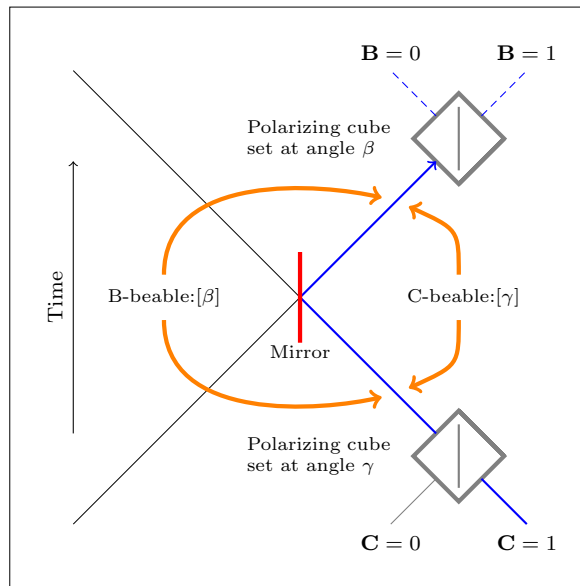 B = 0
B = 1
Polarizing cube
set at angle β
Time
B-beable:[β]
C-beable:[γ]
Mirror
Polarizing cube
set at angle γ
C = 0
C = 1